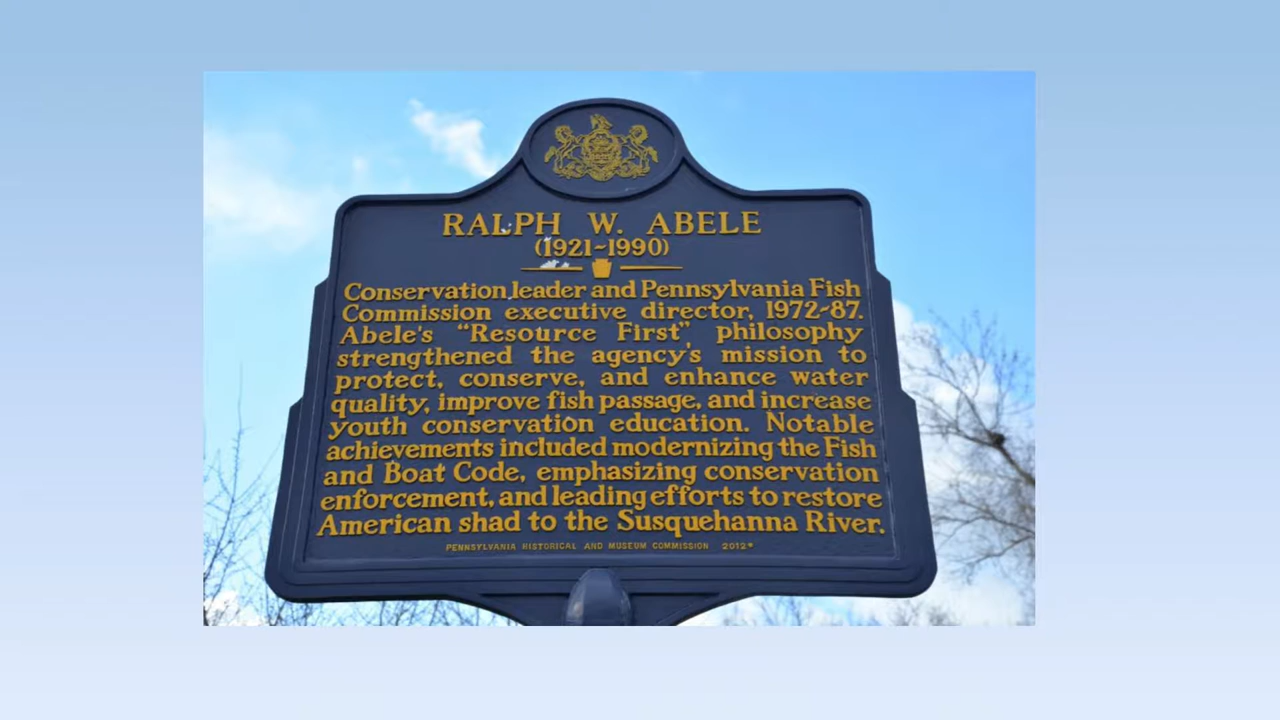 RALPH W. ABELE
(1921-1990)
Conservation leader and Pennsylvania Fish
Commission executive director, 1972-87.
Abele's "Resource First" philosophy
strengthened the agency's mission to
protect, conserve, and enhance water
quality, improve fish passage, and increase
youth conservation education. Notable
achievements included modernizing the Fish
and Boat Code, emphasizing conservation
enforcement, and leading efforts to restore
American shad to the Susquehanna River.
PENNSYLVANIA HISTORICAL AND MUSEUM COMMISSION 2012